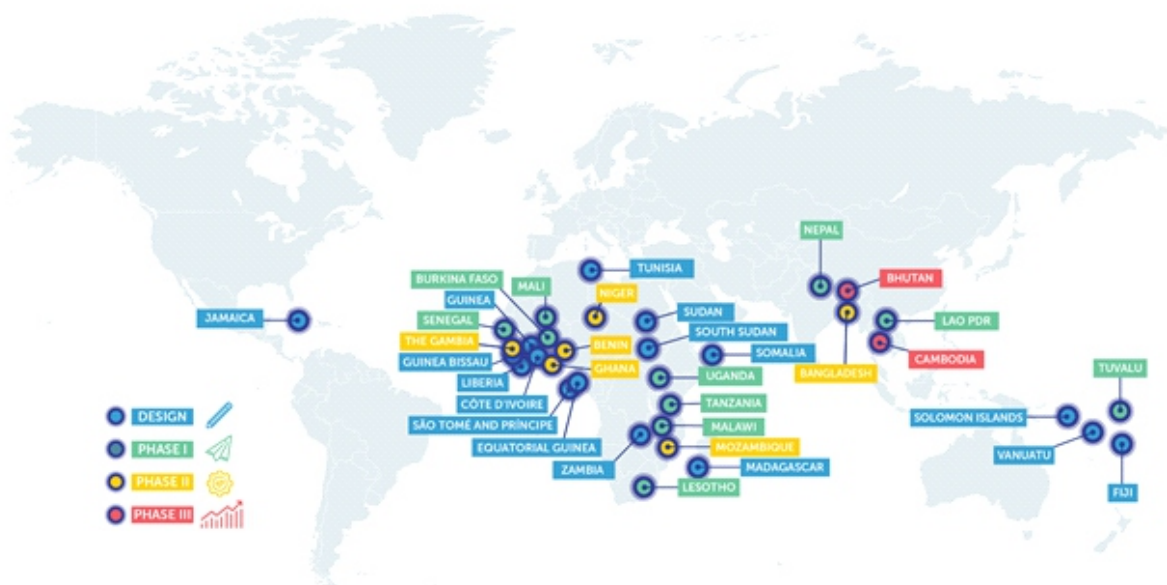 NEPAL
TUNISIA
BHUTAN
BURKINA FASO
MALI
NIGER
GUINEA
SUDAN
JAMAICA
SENEGAL
LAO PDR
SOUTH SUDAN
THE GAMBIA
BENIN
SOMALIA
CAMBODIA
GUINEA BISSAU
GHANA
BANGLADESH
TUVALU
UGANDA
LIBERIA
CÔTE D'IVOIRE
TANZANIA
DESIGN
SOLOMON ISLANDS
SÃO TOMÉ AND PRÍNCIPE
MALAWI
PHASE I
EQUATORIAL GUINEA
MOZAMBIQUE
VANUATU
ZAMBIA
MADAGASCAR
PHASE II
LESOTHO
FIJI
PHASE III